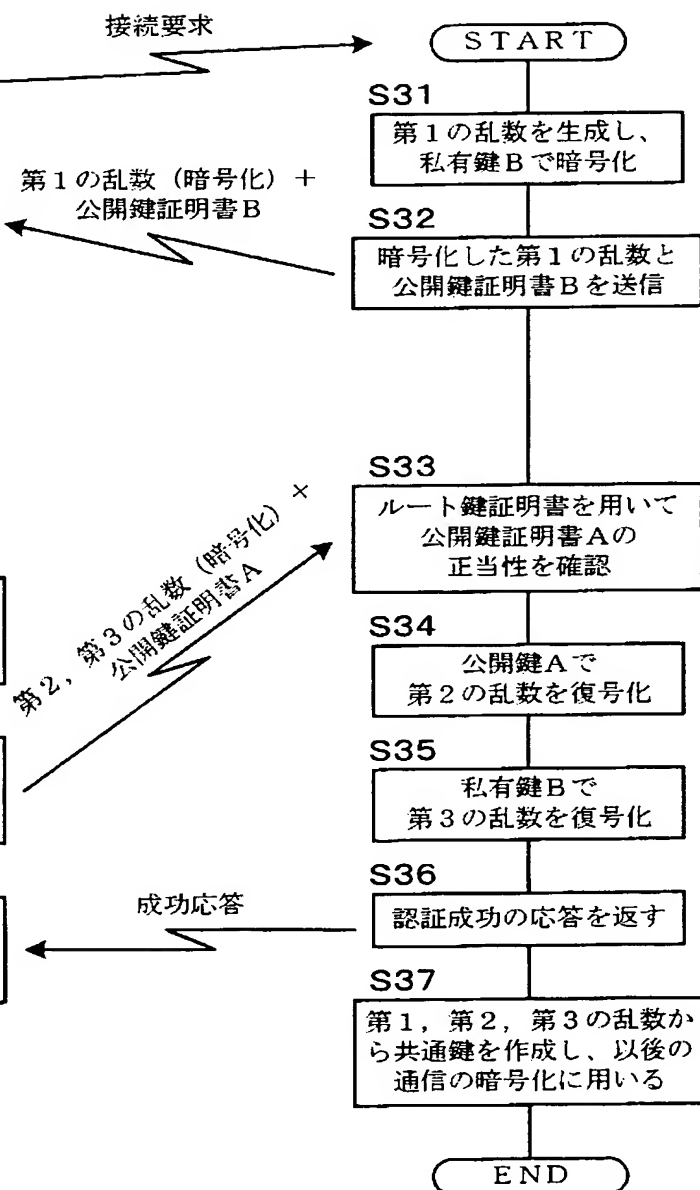 接続要求
START
S31
第1の乱数を生成し、
私有鍵Bで暗号化
第1の乱数(暗号化)+
公開鍵証明書B
S32
暗号化した第1の乱数と
公開鍵証明書Bを送信
S33
ルート鍵証明書を用いて
公開鍵証明書Aの
正当性を確認
第2,第3の乱数(暗号化)+
公開鍵証明書A
S34
公開鍵Aで
第2の乱数を復号化
S35
私有鍵Bで
第3の乱数を復号化
S36
成功応答
認証成功の応答を返す
S37
第1,第2,第3の乱数か
ら共通鍵を作成し、以後の
通信の暗号化に用いる
END